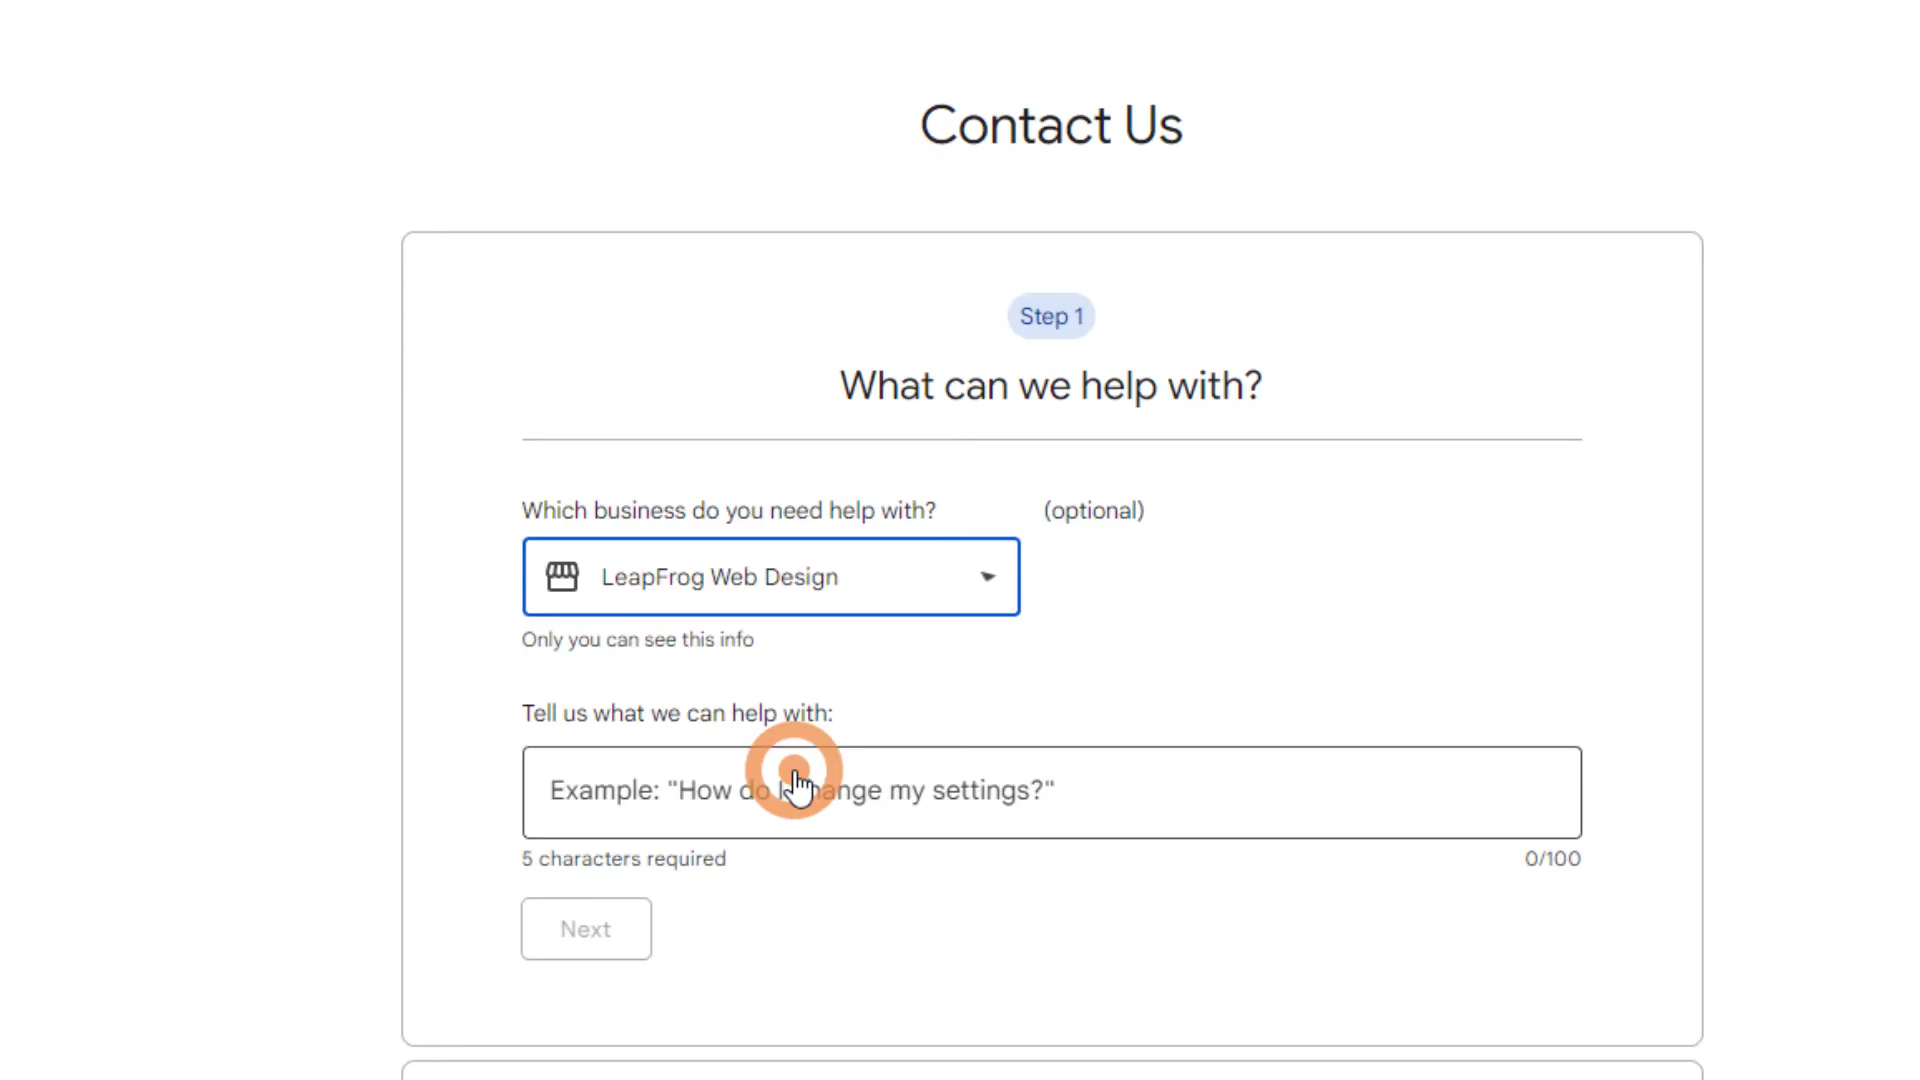 Contact Us
Step 1
What can we help with?
Which business do you need help with? (optional)
LeapFrog Web Design
Only you can see this info
Tell us what we can help with:
Example: "How do I change my settings?"
5 characters required 0/100
Next